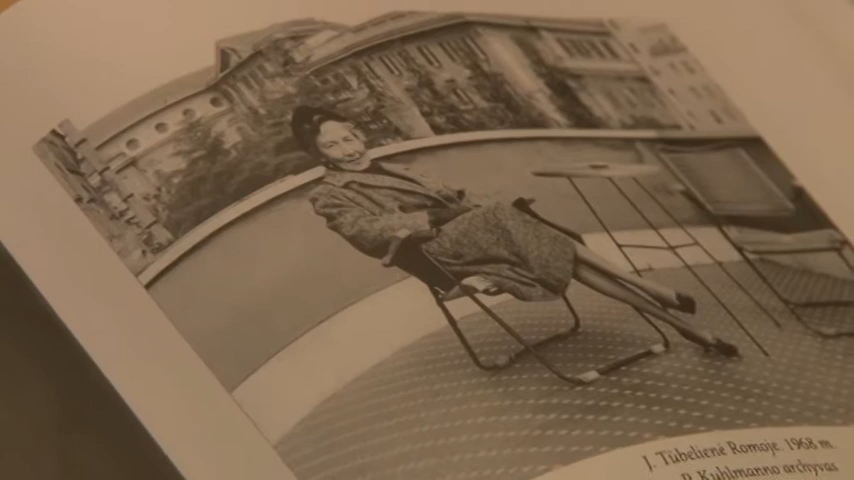 J. Tūbelienė Romoje. 1968 m.
P. Kuhlmanno archyvas